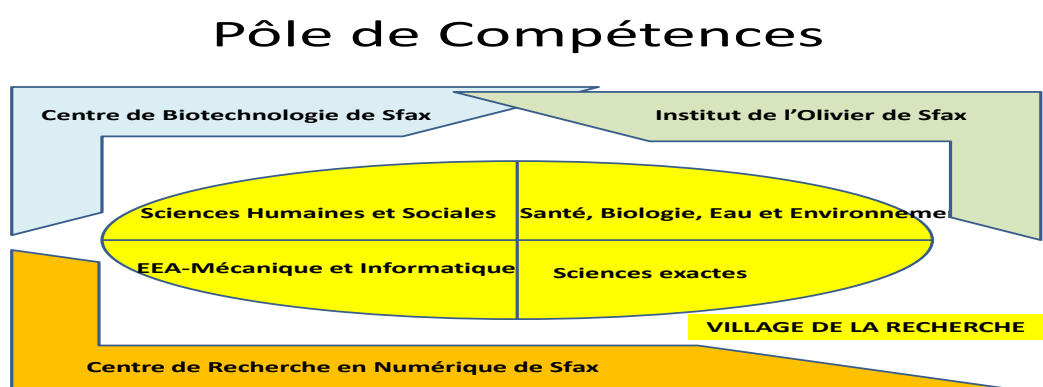 Pôle de Compétences
Centre de Biotechnologie de Sfax
Institut de l'Olivier de Sfax
Sciences Humaines et Sociales
Santé, Biologie, Eau et Environneme
EEA-Mécanique et Informatique
Sciences exactes
VILLAGE DE LA RECHERCHE
Centre de Recherche en Numérique de Sfax